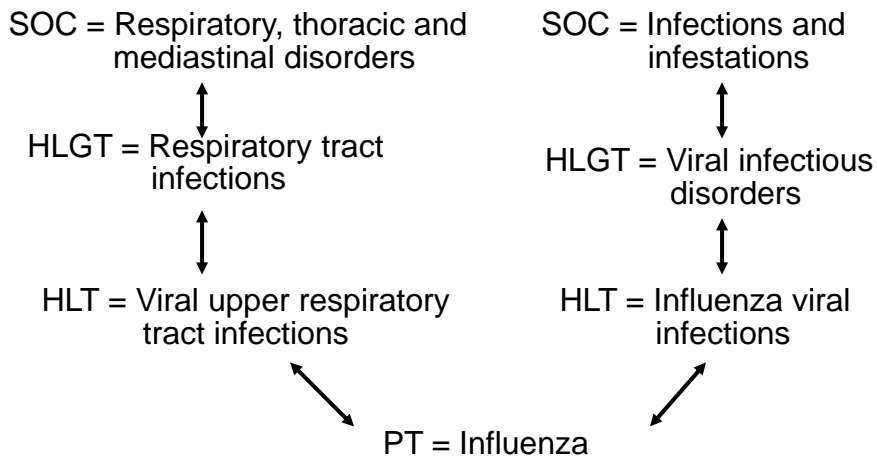 SOC = Respiratory, thoracic and
mediastinal disorders
SOC = Infections and
infestations
HLGT = Respiratory tract
infections
HLGT = Viral infectious
disorders
HLT = Viral upper respiratory
tract infections
HLT = Influenza viral
infections
PT = Influenza